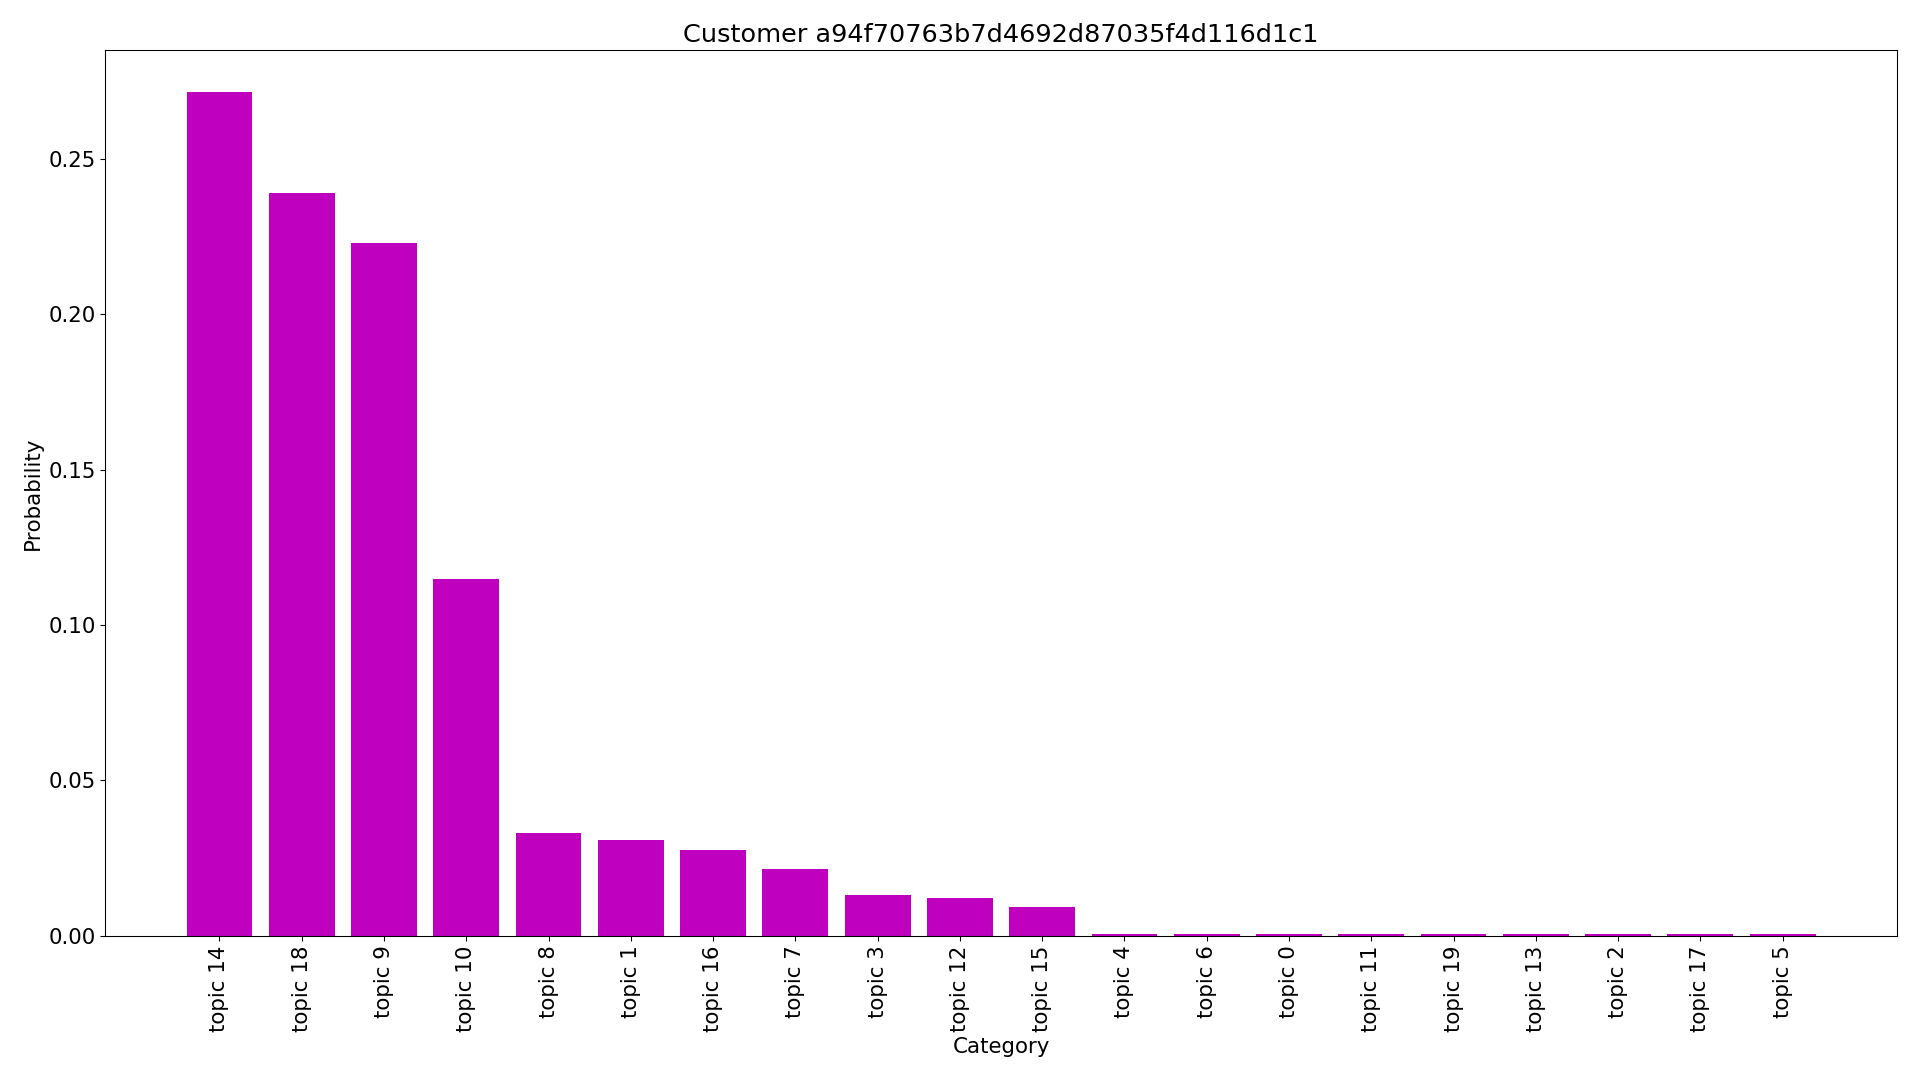 Customer a94f70763b7d4692d87035f4d116d1c1
Probability
0.25
0.20
0.15
0.10
0.05
0.00
topic 14
topic 18
topic 9
topic 10
topic 8
topic 1
topic 16
topic 7
topic 3
topic 12
topic 15
topic 4
topic 6
topic 0
topic 11
topic 19
topic 13
topic 2
topic 17
topic 5
Category